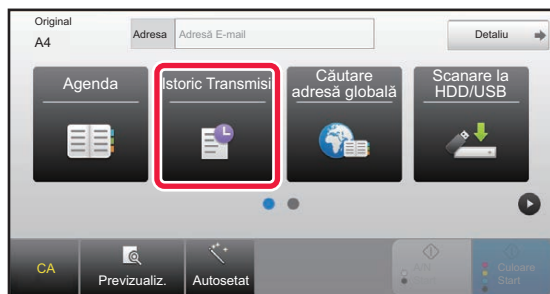 Original
A4
Adresa
Adresă E-mail
Detaliu
Agenda
Istoric Transmisi
Căutare
adresă globală
Scanare la
HDD/USB
CA
Previzualiz.
Autosetat
A/N
Start
Culoare
Start